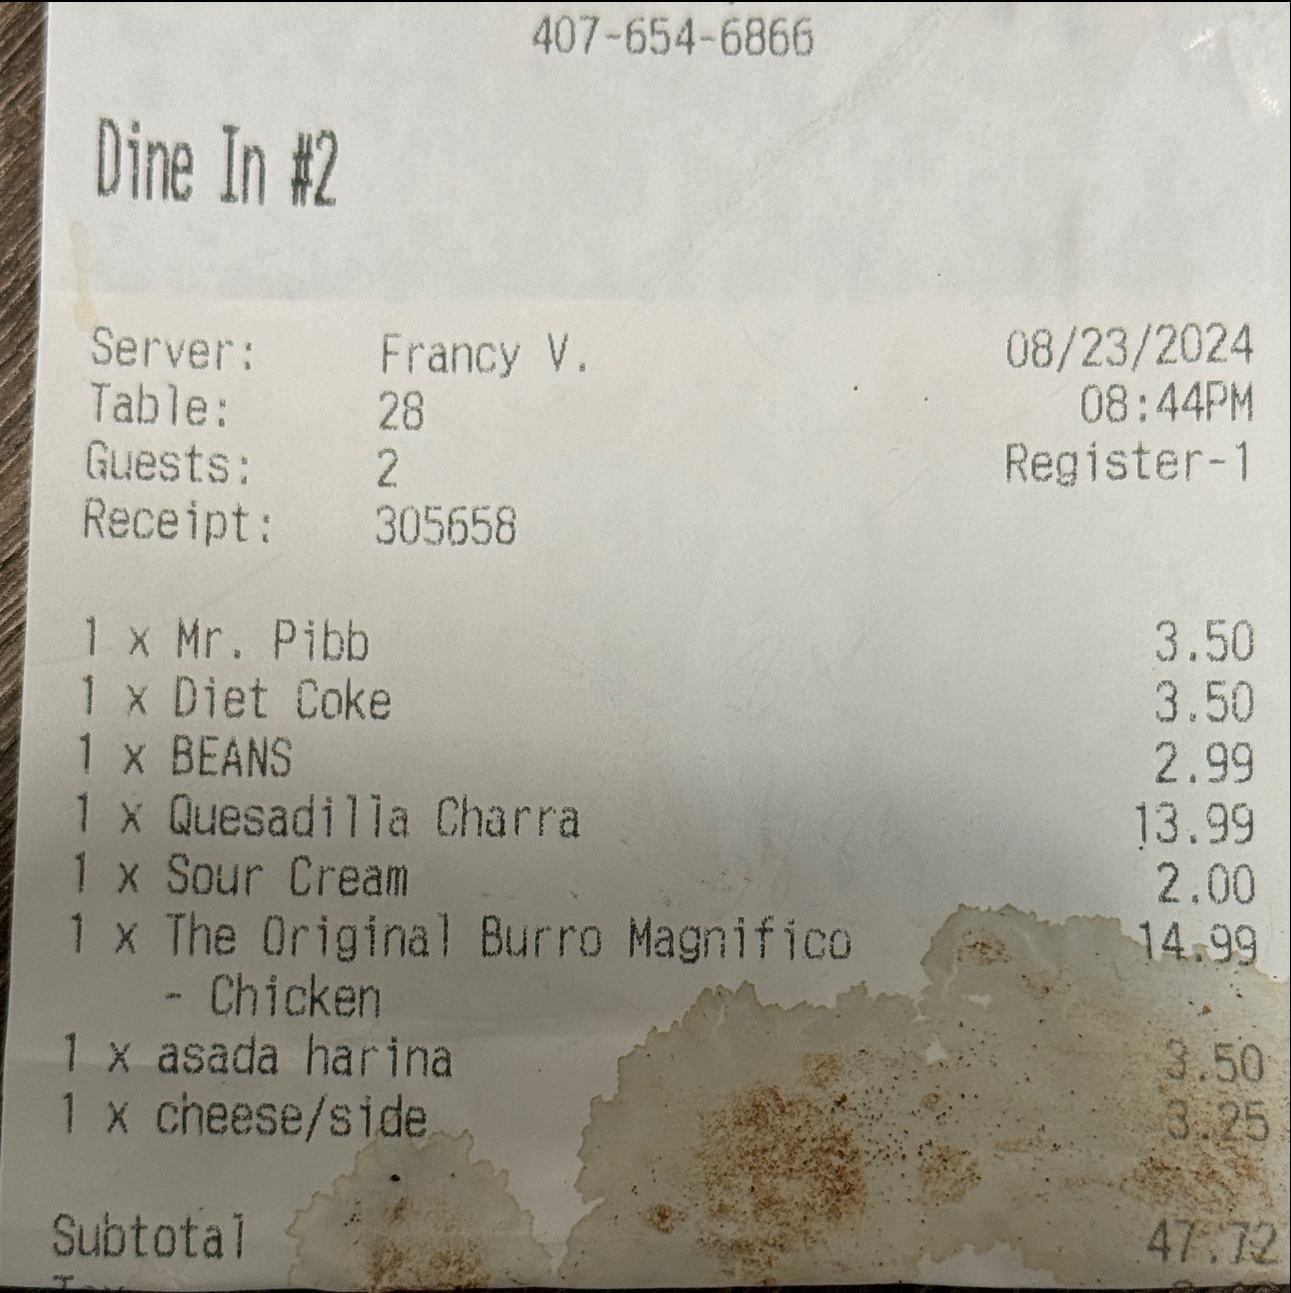 407-654-6866
Dine In #2
Server: Francy V. 08/23/2024
Table: 28 08:44PM
Guests: 2 Register-1
Receipt: 305658
1 x Mr. Pibb 3.50
1 x Diet Coke 3.50
1 x BEANS 2.99
1 x Quesadilla Charra 13.99
1 x Sour Cream 2.00
1 x The Original Burro Magnifico 14.99
- Chicken
1 x asada harina 3.50
1 x cheese/side 3.25
Subtotal 47.72
Tax